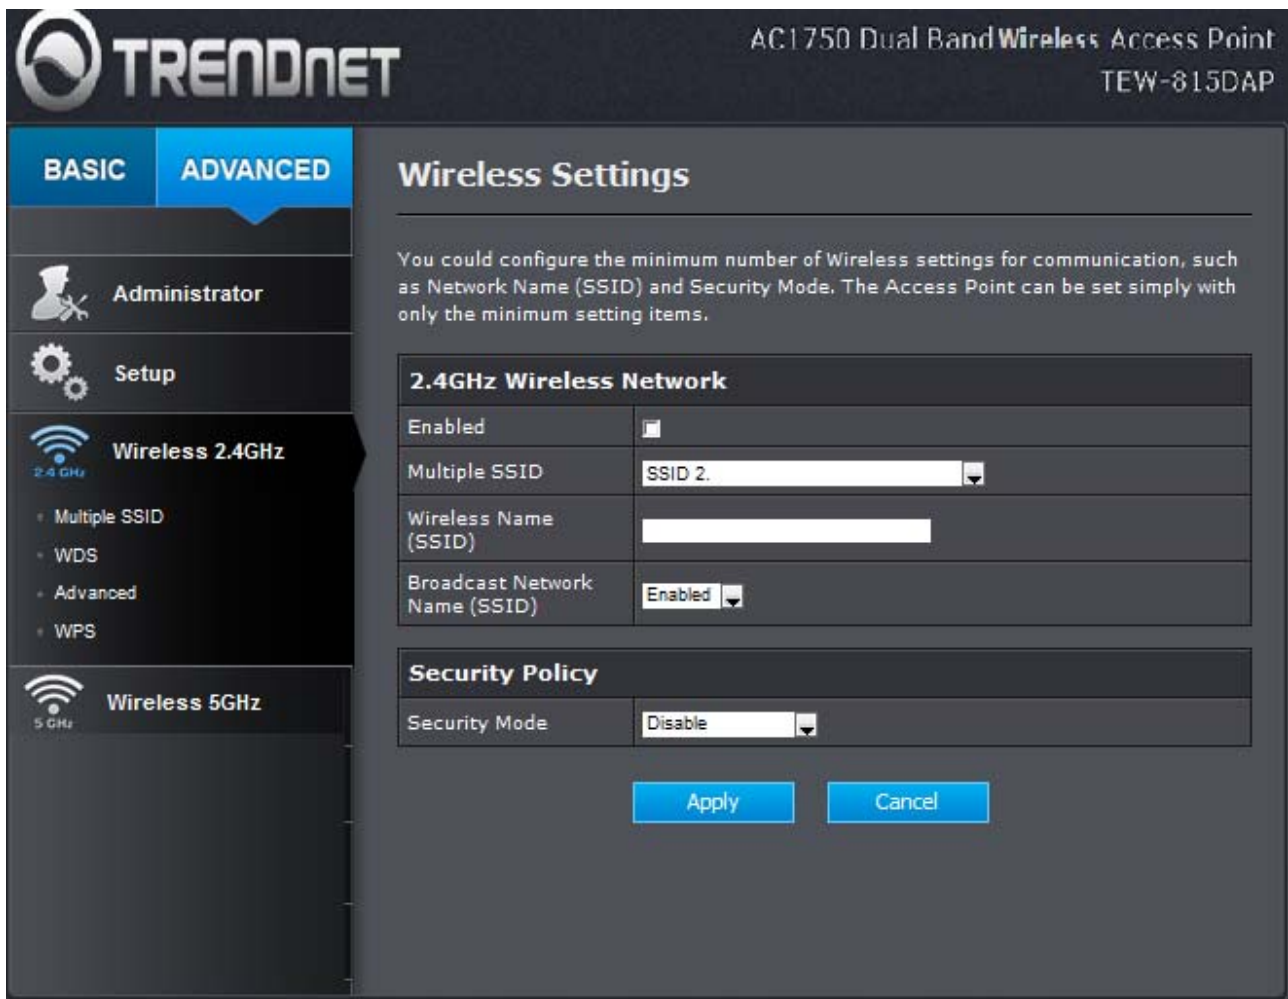 TRENDNET
AC1750 Dual Band Wireless Access Point
TEW-815DAP
BASIC
ADVANCED
Administrator
Setup
2.4 GHz
Wireless 2.4GHz
Multiple SSID
WDS
Advanced
WPS
5 GHz
Wireless 5GHz
Wireless Settings
You could configure the minimum number of Wireless settings for communication, such
as Network Name (SSID) and Security Mode. The Access Point can be set simply with
only the minimum setting items.
2.4GHz Wireless Network
Enabled
Multiple SSID
SSID 2.
Wireless Name
(SSID)
Broadcast Network
Name (SSID)
Enabled
Security Policy
Security Mode
Disable
Apply
Cancel